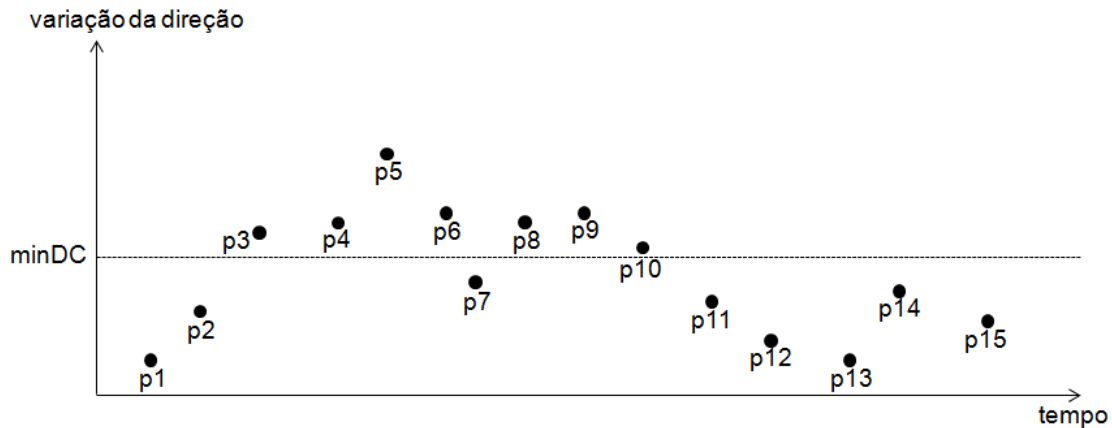 variação da direção
p5
p3
p4
p6
p8
p9
minDC
p10
p7
p2
p11
p14
p1
p12
p13
p15
tempo